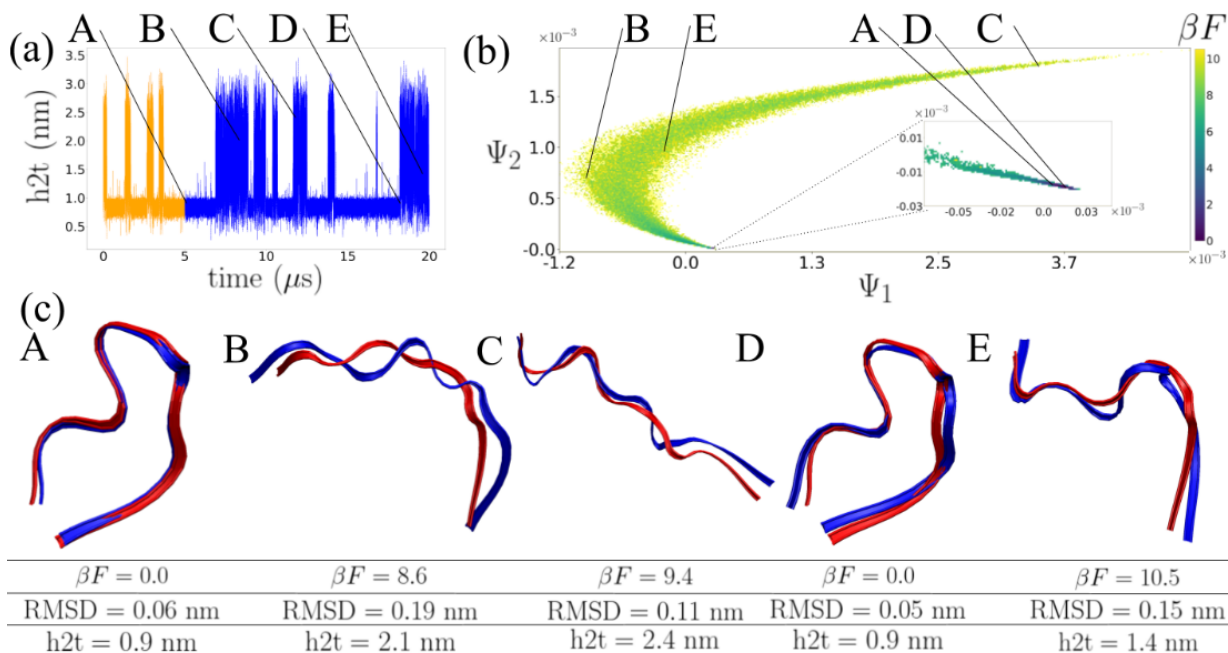 A B C D E
(a)
h2t (nm)
3.5
3.0
2.5
2.0
1.5
1.0
0.5
0 5 10 15 20
time (μs)
B E A D C
(b)
×10⁻³
Ψ₂
1.5
1.0
0.5
-0.0
-1.2 0.0 1.3 2.5 3.7
×10⁻³
Ψ₁
×10⁻³
0.02
-0.01
-0.01
-0.03
-0.05 -0.02 0.0 0.03
×10⁻³
βF
10
8
6
4
2
0
(c)
A B C D E
βF = 0.0 βF = 8.6 βF = 9.4 βF = 0.0 βF = 10.5
RMSD = 0.06 nm RMSD = 0.19 nm RMSD = 0.11 nm RMSD = 0.05 nm RMSD = 0.15 nm
h2t = 0.9 nm h2t = 2.1 nm h2t = 2.4 nm h2t = 0.9 nm h2t = 1.4 nm